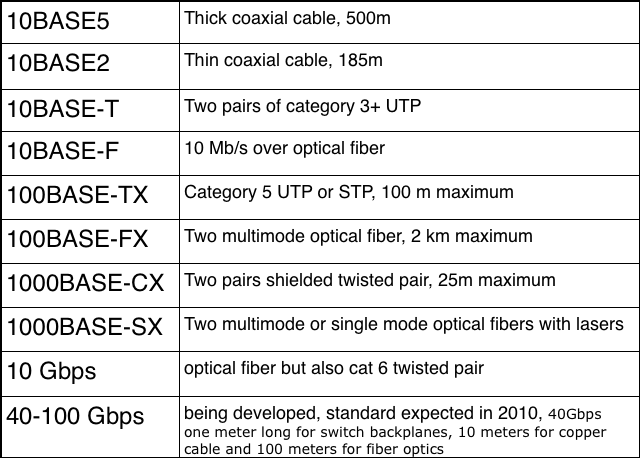 10BASE5 Thick coaxial cable, 500m
10BASE2 Thin coaxial cable, 185m
10BASE-T Two pairs of category 3+ UTP
10BASE-F 10 Mb/s over optical fiber
100BASE-TX Category 5 UTP or STP, 100 m maximum
100BASE-FX Two multimode optical fiber, 2 km maximum
1000BASE-CX Two pairs shielded twisted pair, 25m maximum
1000BASE-SX Two multimode or single mode optical fibers with lasers
10 Gbps optical fiber but also cat 6 twisted pair
40-100 Gbps being developed, standard expected in 2010, 40Gbps
one meter long for switch backplanes, 10 meters for copper
cable and 100 meters for fiber optics